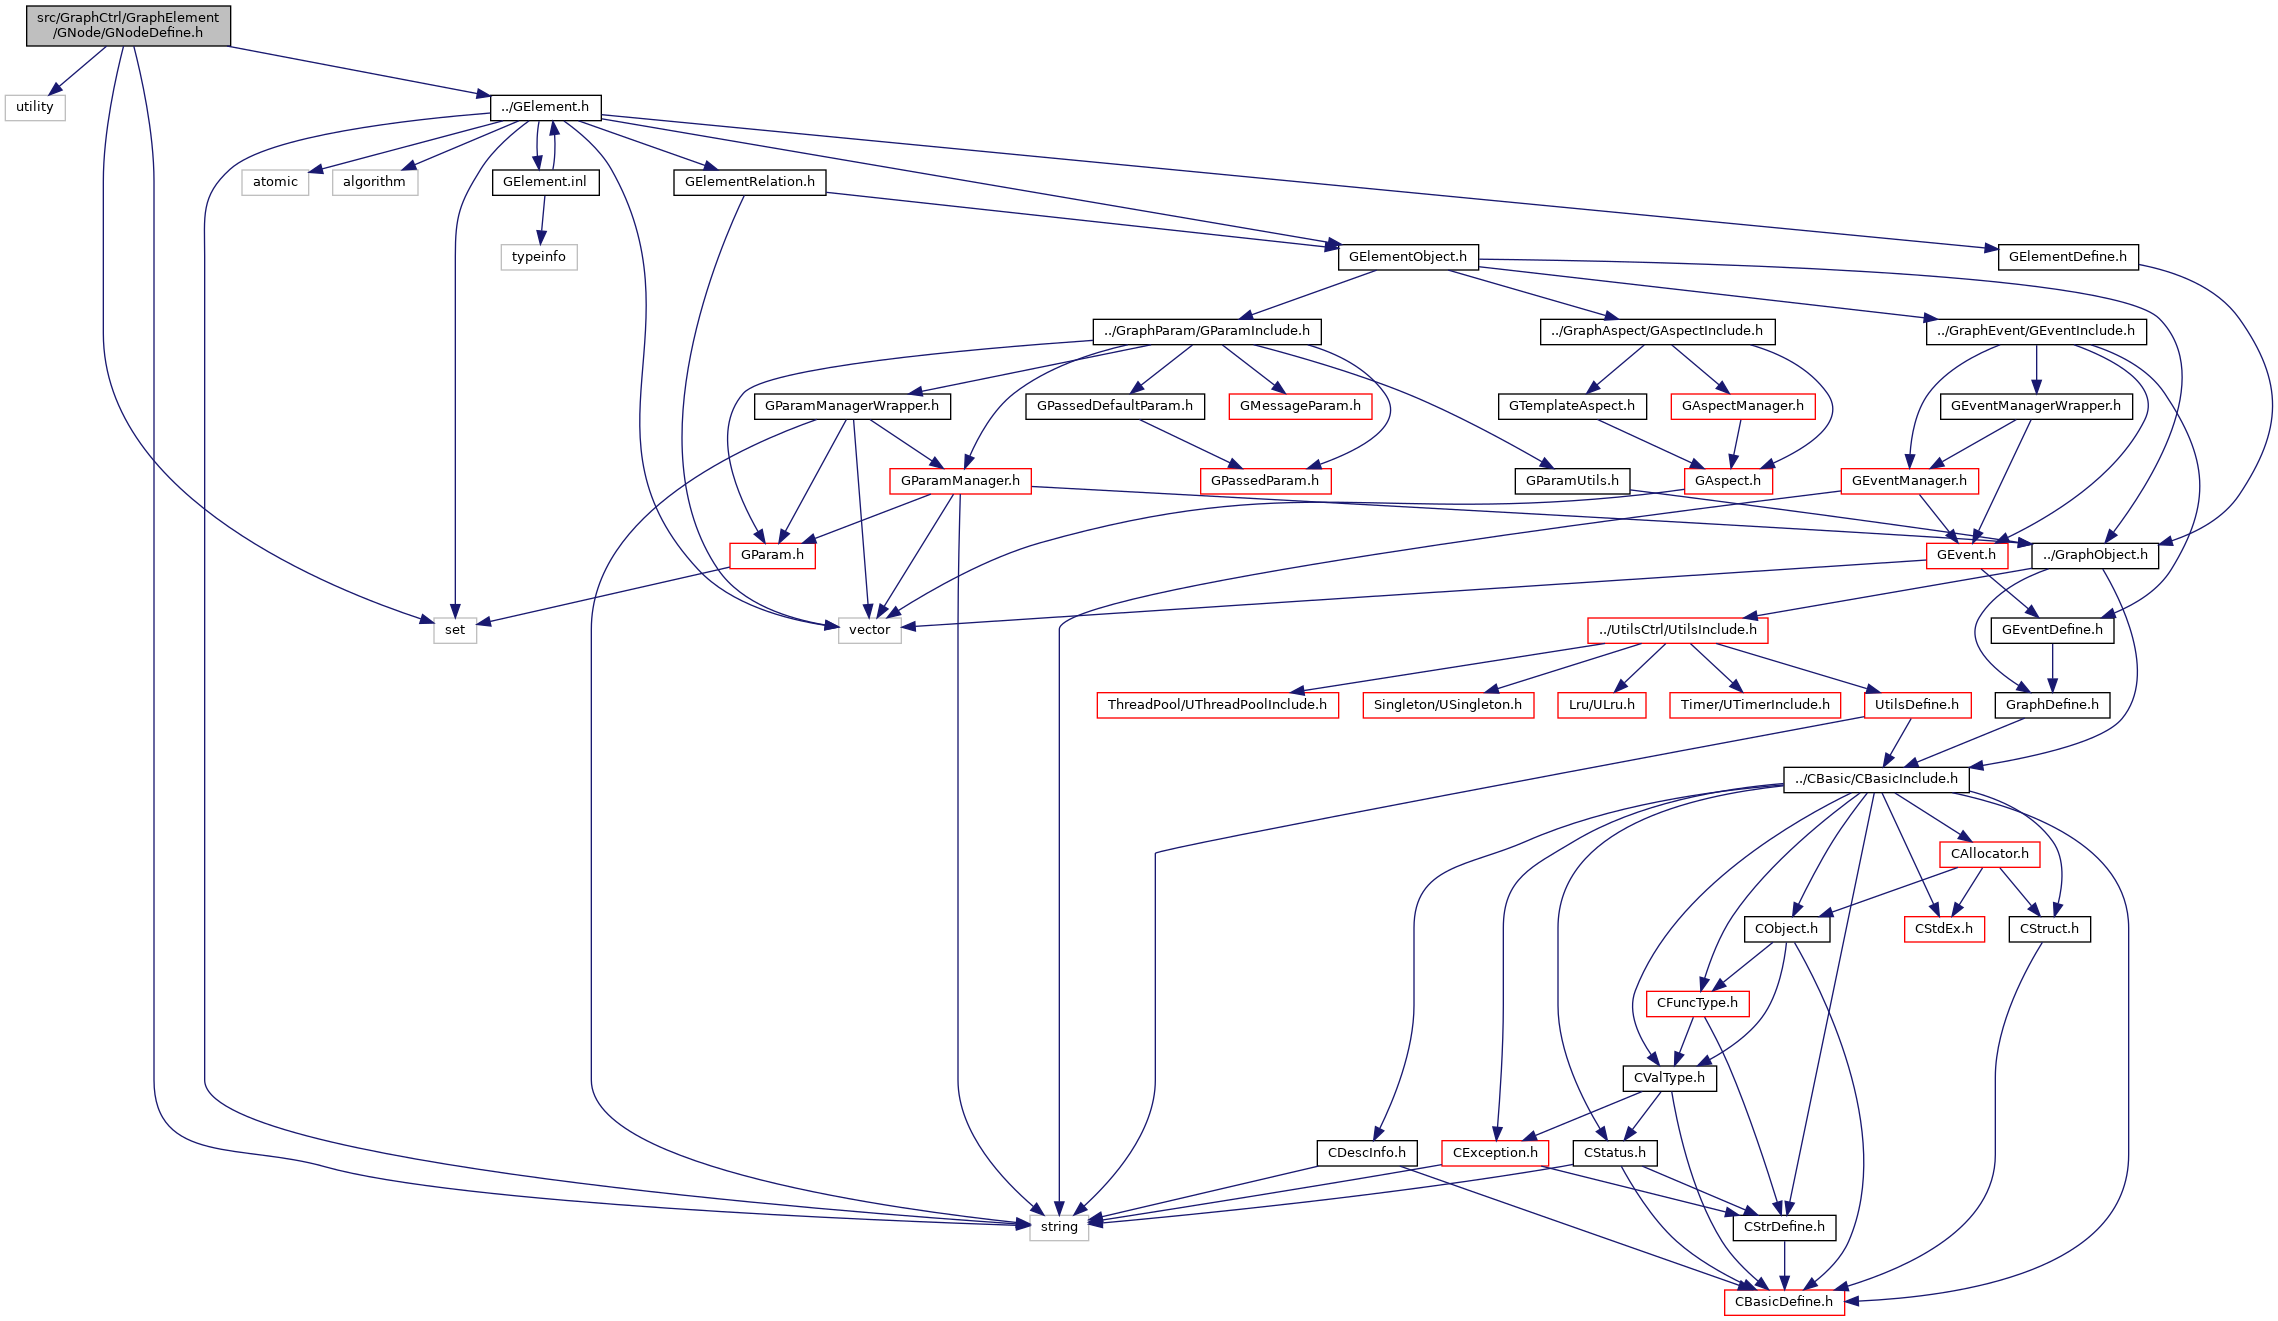 src/GraphCtrl/GraphElement
/GNode/GNodeDefine.h
utility
../GElement.h
atomic
algorithm
GElement.inl
GElementRelation.h
typeinfo
GElementObject.h
GElementDefine.h
../GraphParam/GParamInclude.h
../GraphAspect/GAspectInclude.h
../GraphEvent/GEventInclude.h
GParamManagerWrapper.h
GPassedDefaultParam.h
GMessageParam.h
GTemplateAspect.h
GAspectManager.h
GEventManagerWrapper.h
GParamManager.h
GPassedParam.h
GParamUtils.h
GAspect.h
GEventManager.h
GParam.h
GEvent.h
../GraphObject.h
set
vector
../UtilsCtrl/UtilsInclude.h
GEventDefine.h
ThreadPool/UThreadPoolInclude.h
Singleton/USingleton.h
Lru/ULru.h
Timer/UTimerInclude.h
UtilsDefine.h
GraphDefine.h
../CBasic/CBasicInclude.h
CAllocator.h
CObject.h
CStdEx.h
CStruct.h
CFuncType.h
CValType.h
CDescInfo.h
CException.h
CStatus.h
string
CStrDefine.h
CBasicDefine.h